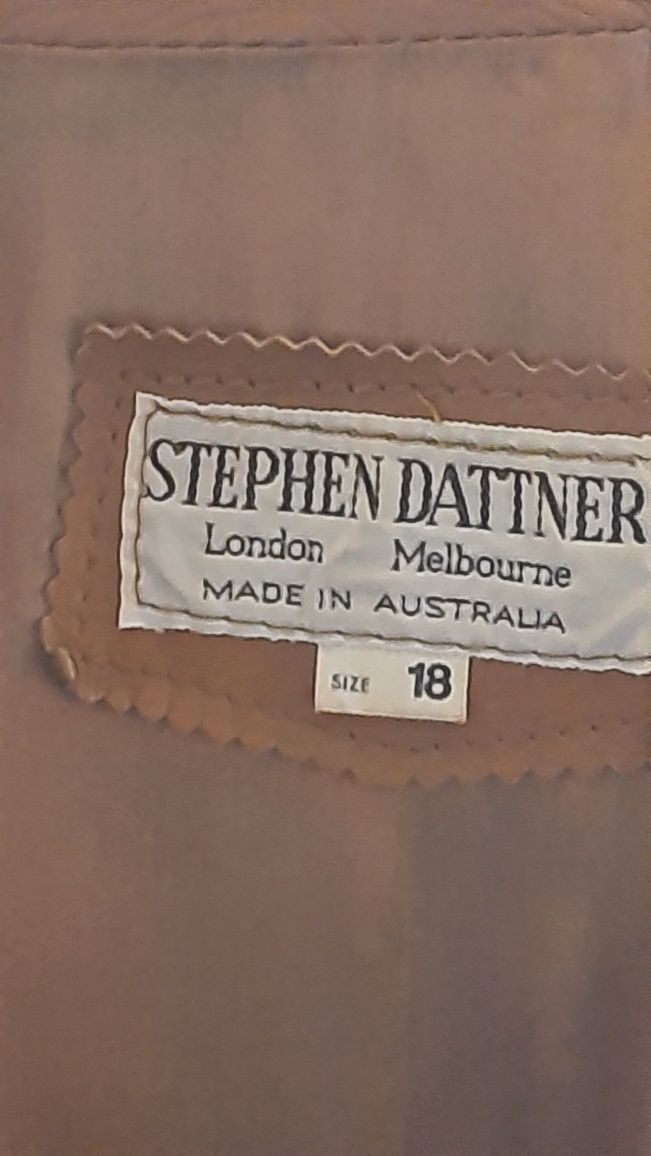 STEPHEN DATTNER
London Melbourne
MADE IN AUSTRALIA
SIZE 18